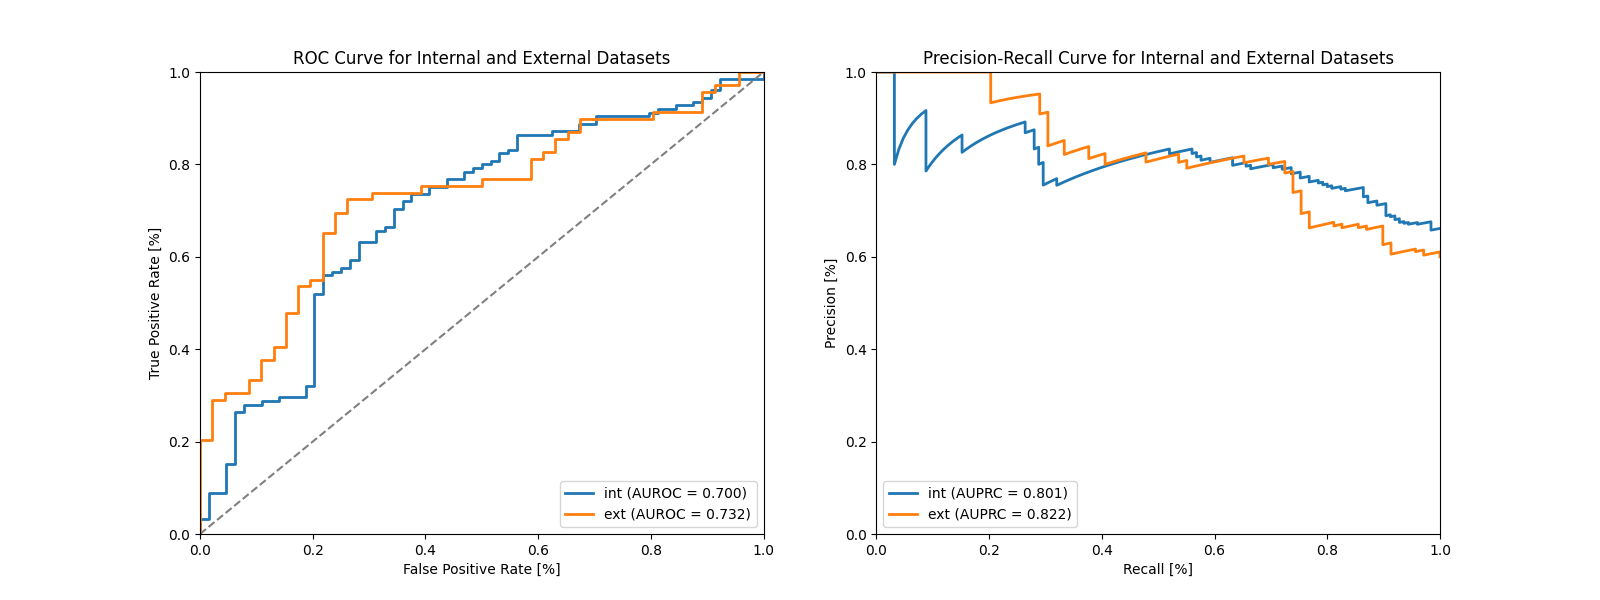 ROC Curve for Internal and External Datasets
True Positive Rate [%]
1.0
0.8
0.6
0.4
0.2
0.0
int (AUROC = 0.700)
ext (AUROC = 0.732)
0.0 0.2 0.4 0.6 0.8 1.0
False Positive Rate [%]
Precision-Recall Curve for Internal and External Datasets
Precision [%]
1.0
0.8
0.6
0.4
0.2
0.0
int (AUPRC = 0.801)
ext (AUPRC = 0.822)
0.0 0.2 0.4 0.6 0.8 1.0
Recall [%]